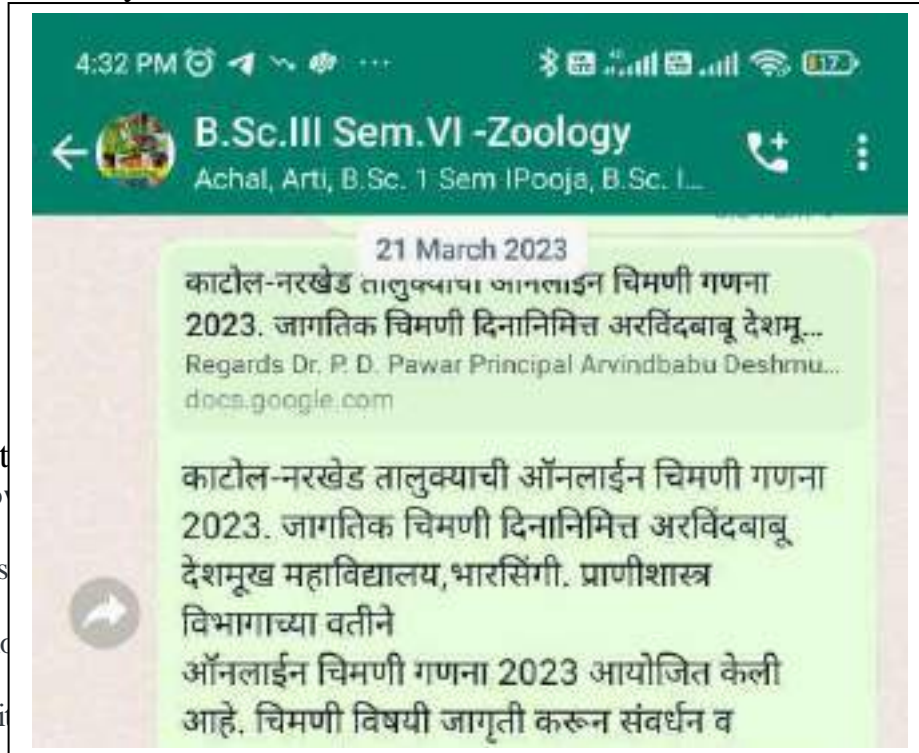 4:32 PM
17
B.Sc.III Sem.VI -Zoology
Achal, Arti, B.Sc. 1 Sem IPooja, B.Sc. I...
21 March 2023
काटोल-नरखेड तालुक्याची ऑनलाईन चिमणी गणना
2023. जागतिक चिमणी दिनानिमित्त अरविंदबाबू देशमू...
Regards Dr. P. D. Pawar Principal Arvindbabu Deshmu...
docs.google.com
काटोल-नरखेड तालुक्याची ऑनलाईन चिमणी गणना
2023. जागतिक चिमणी दिनानिमित्त अरविंदबाबू
देशमुख महाविद्यालय,भारसिंगी. प्राणीशास्त्र
विभागाच्या वतीने
ऑनलाईन चिमणी गणना 2023 आयोजित केली
आहे. चिमणी विषयी जागृती करून संवर्धन व